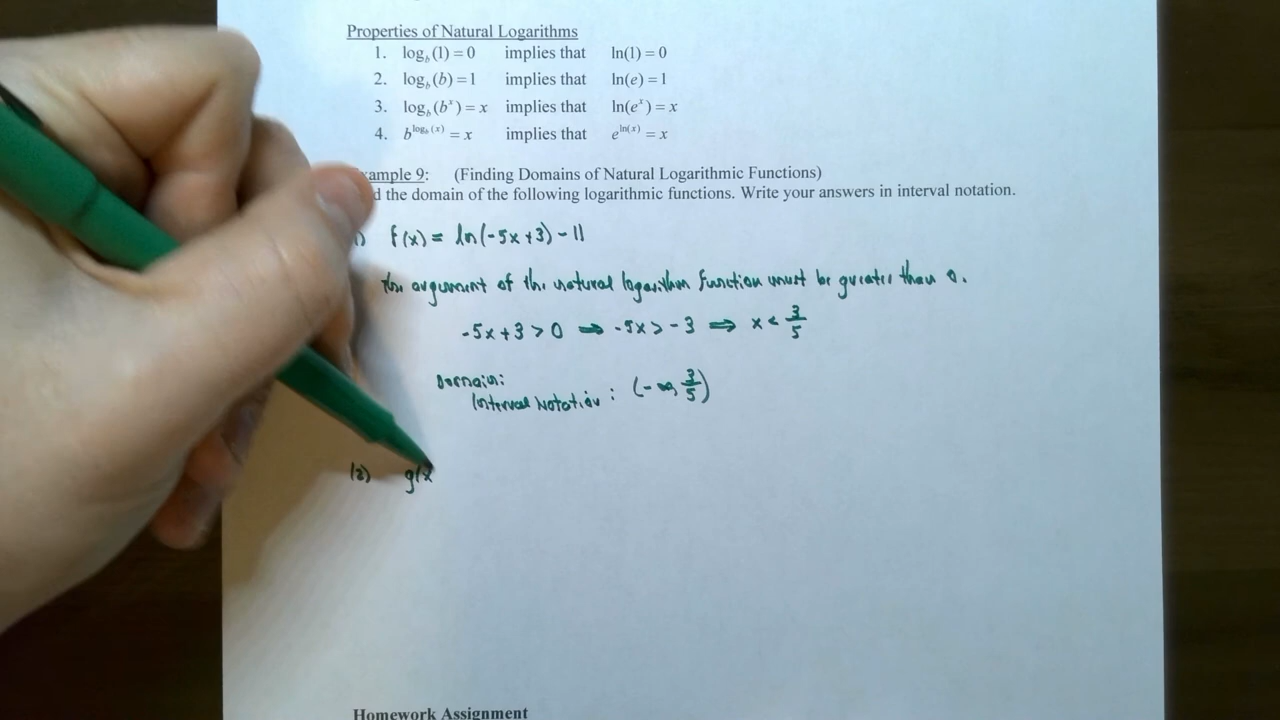 Properties of Natural Logarithms
1. log_b(1) = 0 implies that ln(1) = 0
2. log_b(b) = 1 implies that ln(e) = 1
3. log_b(b^x) = x implies that ln(e^x) = x
4. b^{log_b(x)} = x implies that e^{ln(x)} = x
ample 9: (Finding Domains of Natural Logarithmic Functions)
d the domain of the following logarithmic functions. Write your answers in interval notation.
) f(x) = ln(-5x+3) - 11
The argument of the natural logarithm function must be greater than 0.
-5x+3 > 0 ⟹ -5x > -3 ⟹ x < 3/5
Domain:
Interval Notation: (-∞, 3/5)
(2) g(x
Homework Assignment